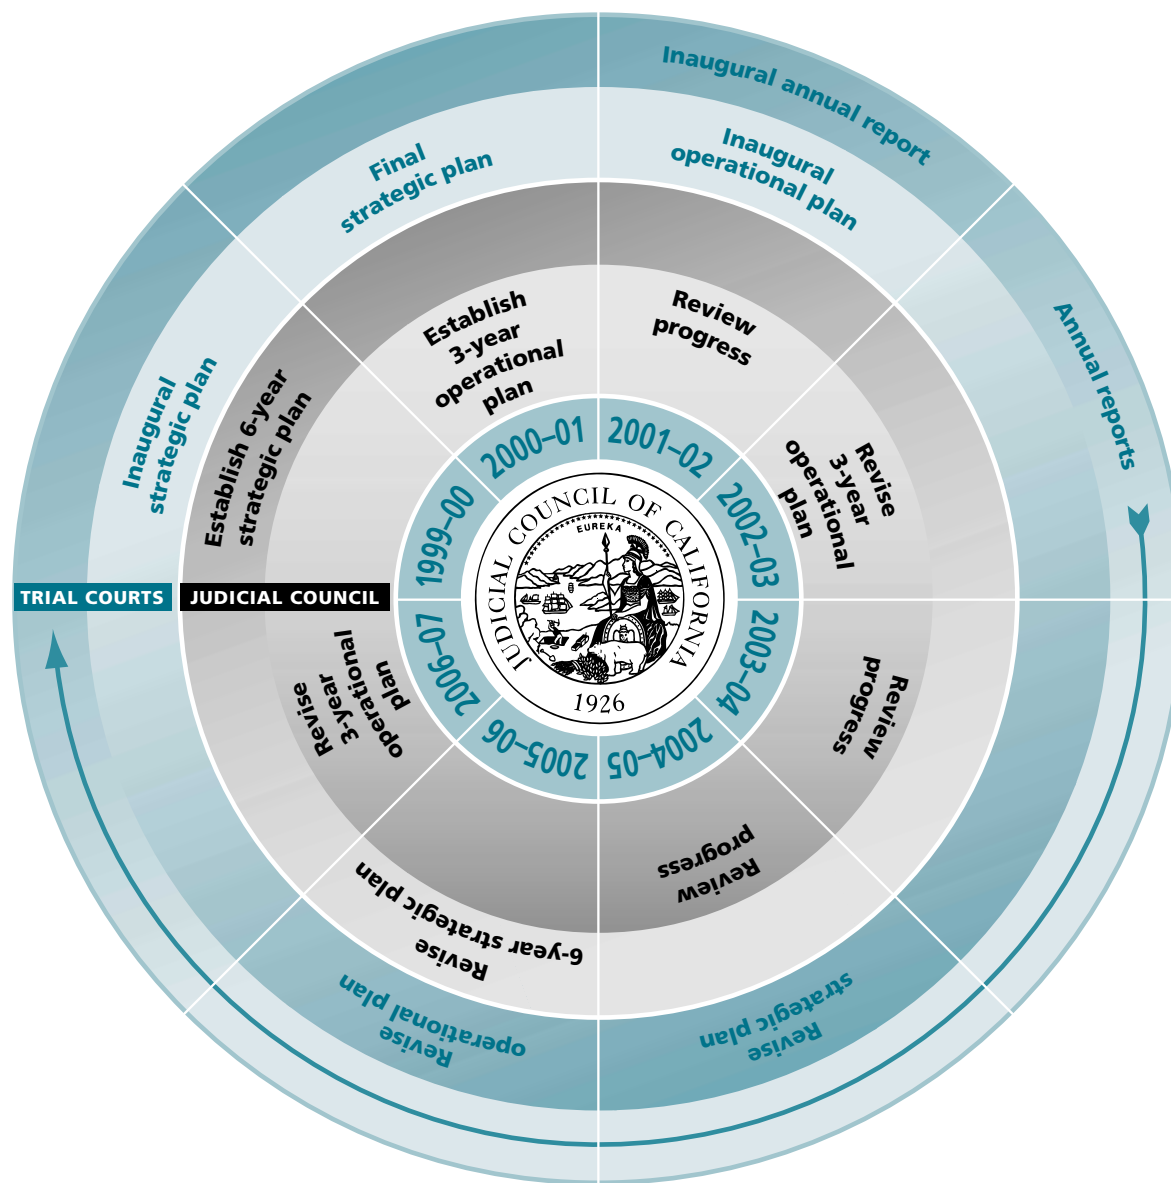 Inaugural annual report
Annual reports
Inaugural
strategic plan
Final
strategic plan
Inaugural
operational plan
Revise
strategic plan
Revise
operational plan
Establish 6-year
strategic plan
Establish
3-year
operational
plan
Review
progress
Revise
3-year
operational
plan
Review
progress
Review
progress
Revise
6-year strategic plan
Revise
3-year
operational
plan
1999–00
2000–01
2001–02
2002–03
2003–04
2004–05
2005–06
2006–07
TRIAL COURTS
JUDICIAL COUNCIL
JUDICIAL COUNCIL OF CALIFORNIA
EUREKA
1926